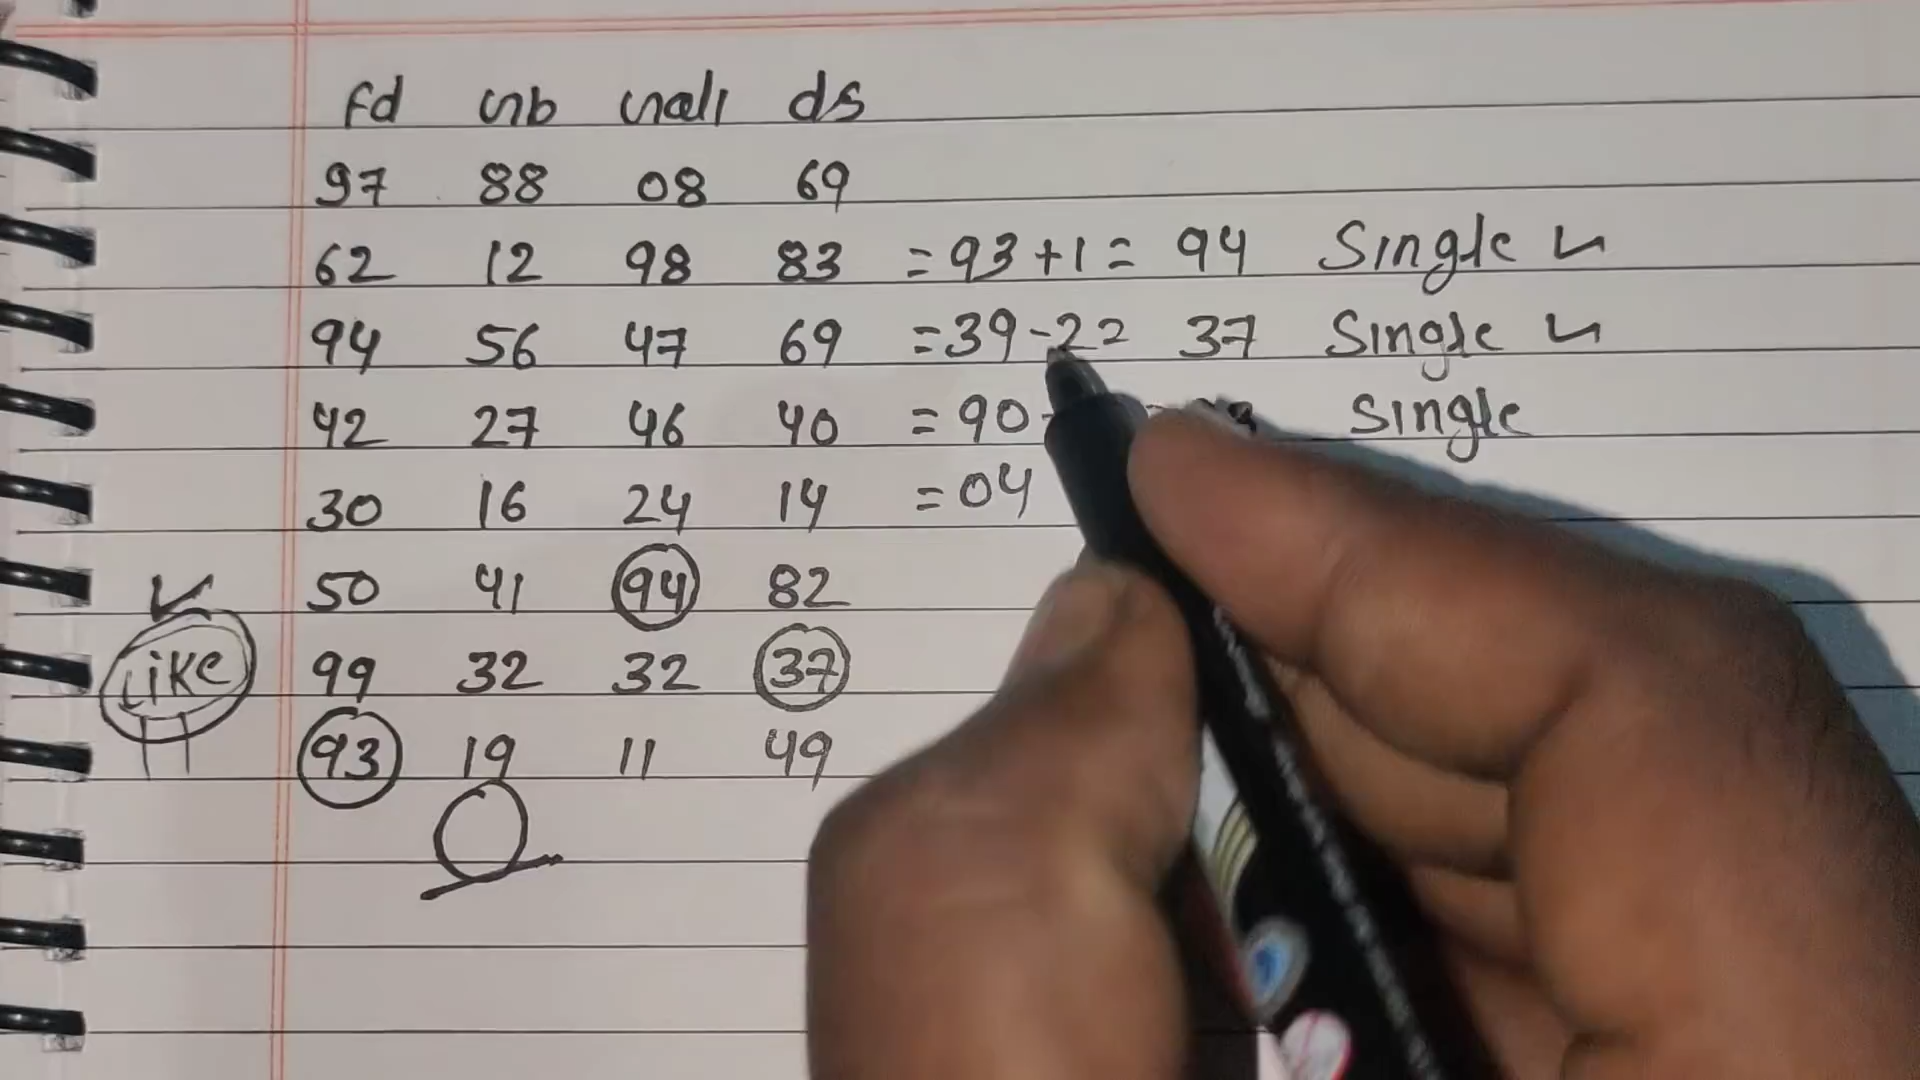 fd gb gali ds
97 88 08 69
62 12 98 83 = 93 + 1 = 94 Single
94 56 47 69 = 39 - 22 37 Single
42 27 46 40 = 90 Single
30 16 24 14 = 04
50 41 94 82
Like 99 32 32 37
93 19 11 49